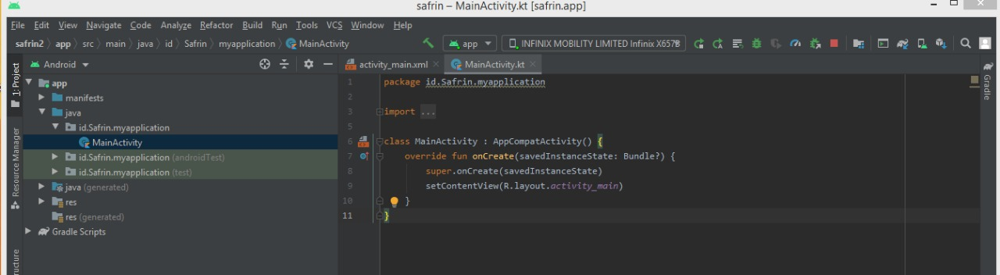 safrin – MainActivity.kt [safrin.app]
File Edit View Navigate Code Analyze Refactor Build Run Tools VCS Window Help
safrin2 app src main java id Safrin myapplication MainActivity app INFINIX MOBILITY LIMITED Infinix X657B
1: Project
Android
app
manifests
java
id.Safrin.myapplication
MainActivity
id.Safrin.myapplication (androidTest)
id.Safrin.myapplication (test)
java (generated)
res
res (generated)
Gradle Scripts
Resource Manager
activity_main.xml MainActivity.kt
1 package id.Safrin.myapplication
2
3 import ...
5
6 class MainActivity : AppCompatActivity() {
7 override fun onCreate(savedInstanceState: Bundle?) {
8 super.onCreate(savedInstanceState)
9 setContentView(R.layout.activity_main)
10 }
11 }
Gradle